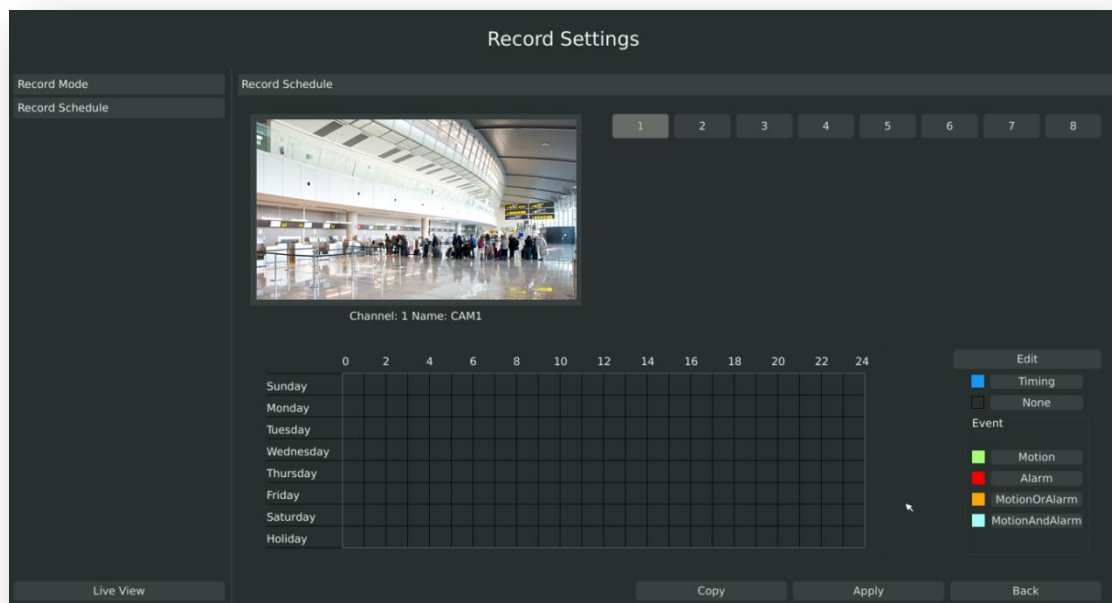 Record Settings
Record Mode
Record Schedule
Record Schedule
1 2 3 4 5 6 7 8
Channel: 1 Name: CAM1
0 2 4 6 8 10 12 14 16 18 20 22 24
Sunday
Monday
Tuesday
Wednesday
Thursday
Friday
Saturday
Holiday
Edit
Timing
None
Event
Motion
Alarm
MotionOrAlarm
MotionAndAlarm
Live View
Copy
Apply
Back